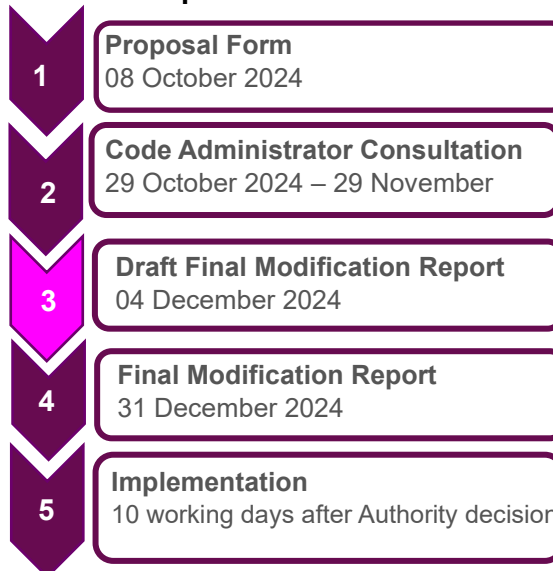 1
Proposal Form
08 October 2024
2
Code Administrator Consultation
29 October 2024 – 29 November
3
Draft Final Modification Report
04 December 2024
4
Final Modification Report
31 December 2024
5
Implementation
10 working days after Authority decision